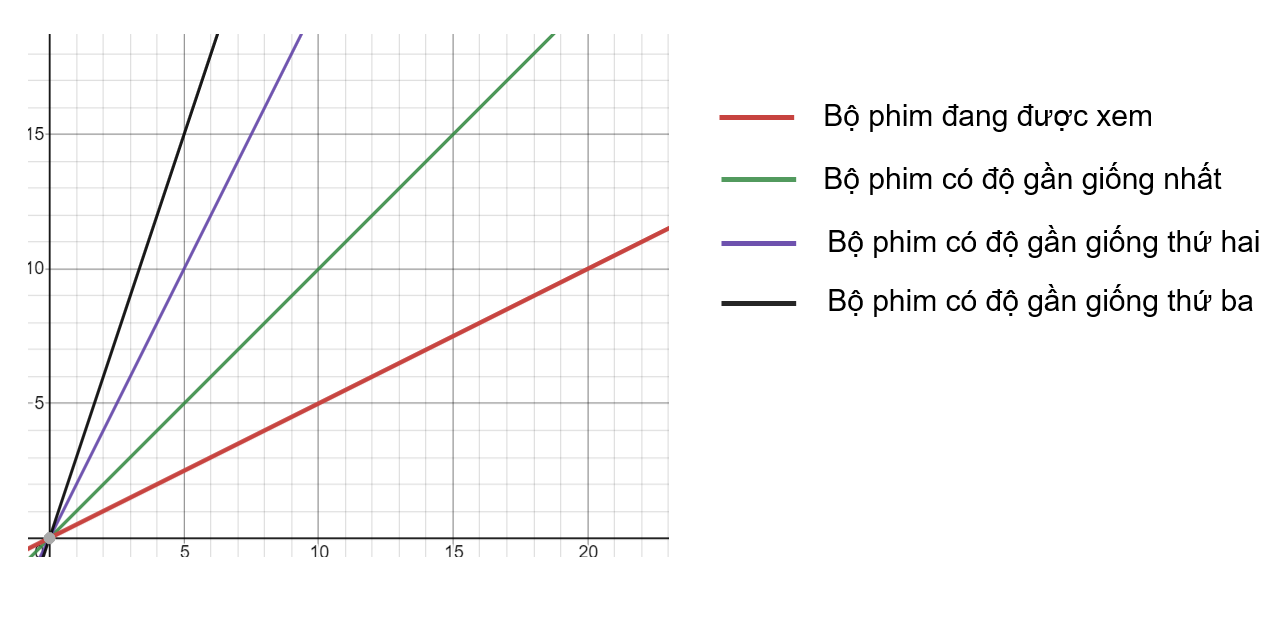 Bộ phim đang được xem
Bộ phim có độ gần giống nhất
Bộ phim có độ gần giống thứ hai
Bộ phim có độ gần giống thứ ba
15
10
5
0
5
10
15
20